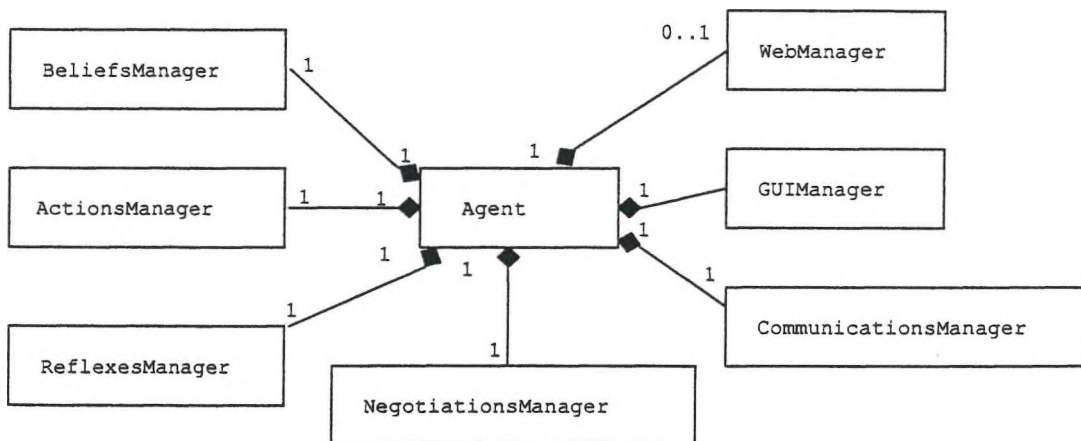 0..1
BeliefsManager
1
WebManager
1
1
ActionsManager
1
1
Agent
1
GUIManager
1
1
1
1
1
CommunicationsManager
ReflexesManager
1
NegotiationsManager